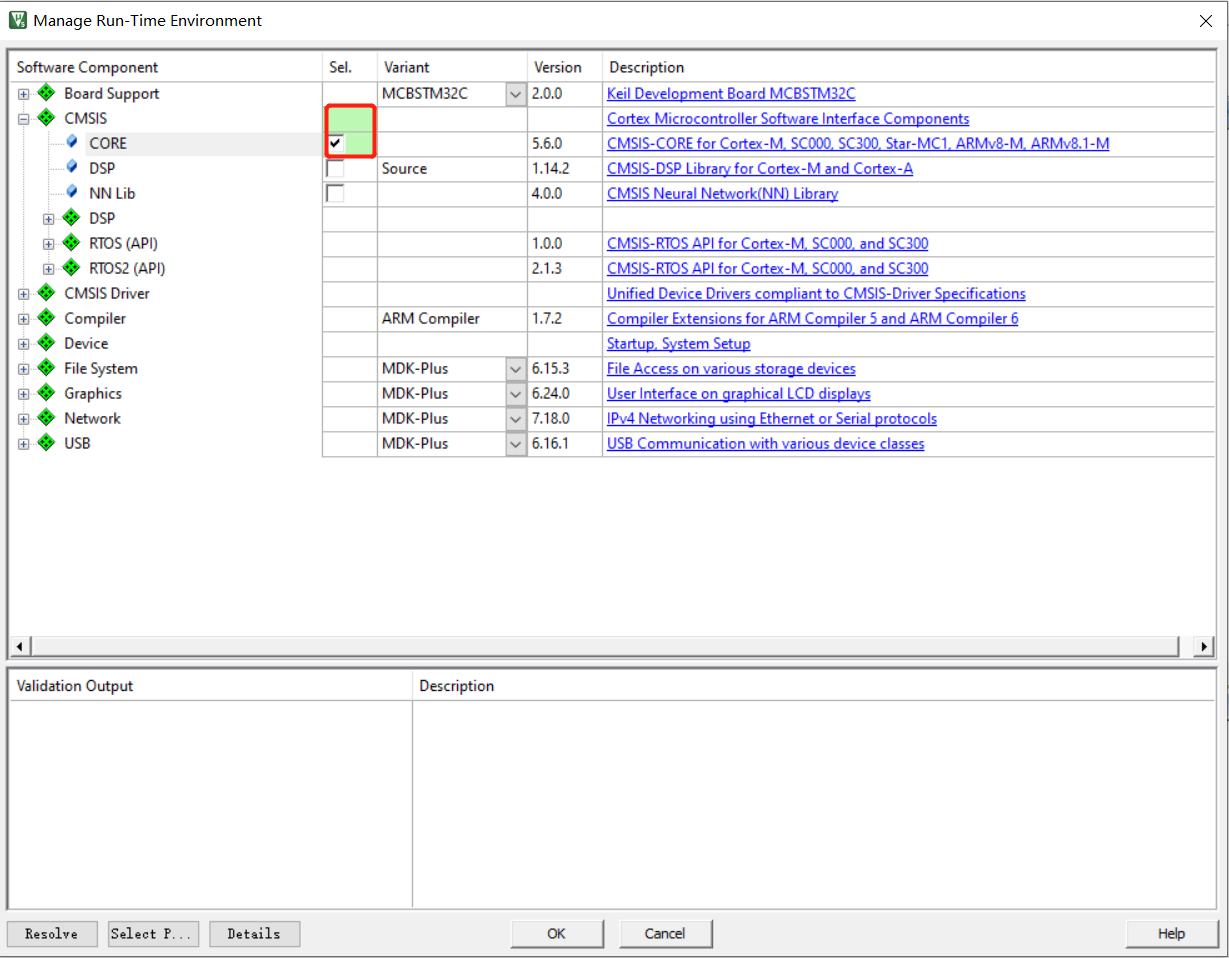 Manage Run-Time Environment
Software Component Sel. Variant Version Description
Board Support MCBSTM32C 2.0.0 Keil Development Board MCBSTM32C
CMSIS Cortex Microcontroller Software Interface Components
CORE 5.6.0 CMSIS-CORE for Cortex-M, SC000, SC300, Star-MC1, ARMv8-M, ARMv8.1-M
DSP Source 1.14.2 CMSIS-DSP Library for Cortex-M and Cortex-A
NN Lib 4.0.0 CMSIS Neural Network(NN) Library
DSP
RTOS (API) 1.0.0 CMSIS-RTOS API for Cortex-M, SC000, and SC300
RTOS2 (API) 2.1.3 CMSIS-RTOS API for Cortex-M, SC000, and SC300
CMSIS Driver Unified Device Drivers compliant to CMSIS-Driver Specifications
Compiler ARM Compiler 1.7.2 Compiler Extensions for ARM Compiler 5 and ARM Compiler 6
Device Startup, System Setup
File System MDK-Plus 6.15.3 File Access on various storage devices
Graphics MDK-Plus 6.24.0 User Interface on graphical LCD displays
Network MDK-Plus 7.18.0 IPv4 Networking using Ethernet or Serial protocols
USB MDK-Plus 6.16.1 USB Communication with various device classes
Validation Output Description
Resolve Select P... Details OK Cancel Help